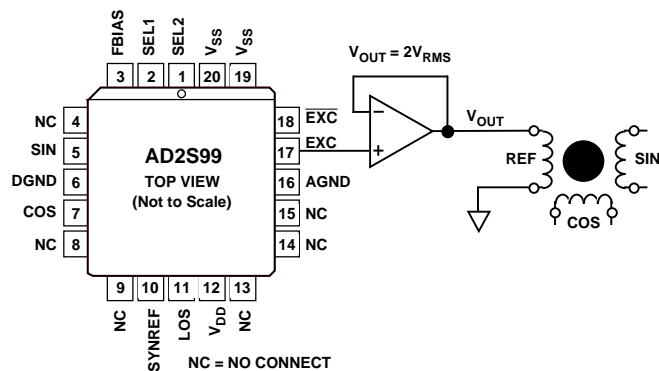 FBIAS
SEL1
SEL2
VSS
VSS
3
2
1
20
19
VOUT = 2VRMS
NC 4
18 EXC
SIN 5
17 EXC
DGND 6
16 AGND
COS 7
15 NC
NC 8
14 NC
AD2S99
TOP VIEW
(Not to Scale)
–
+
VOUT
REF
SIN
COS
9
10
11
12
13
NC
SYNREF
LOS
VDD
NC
NC = NO CONNECT